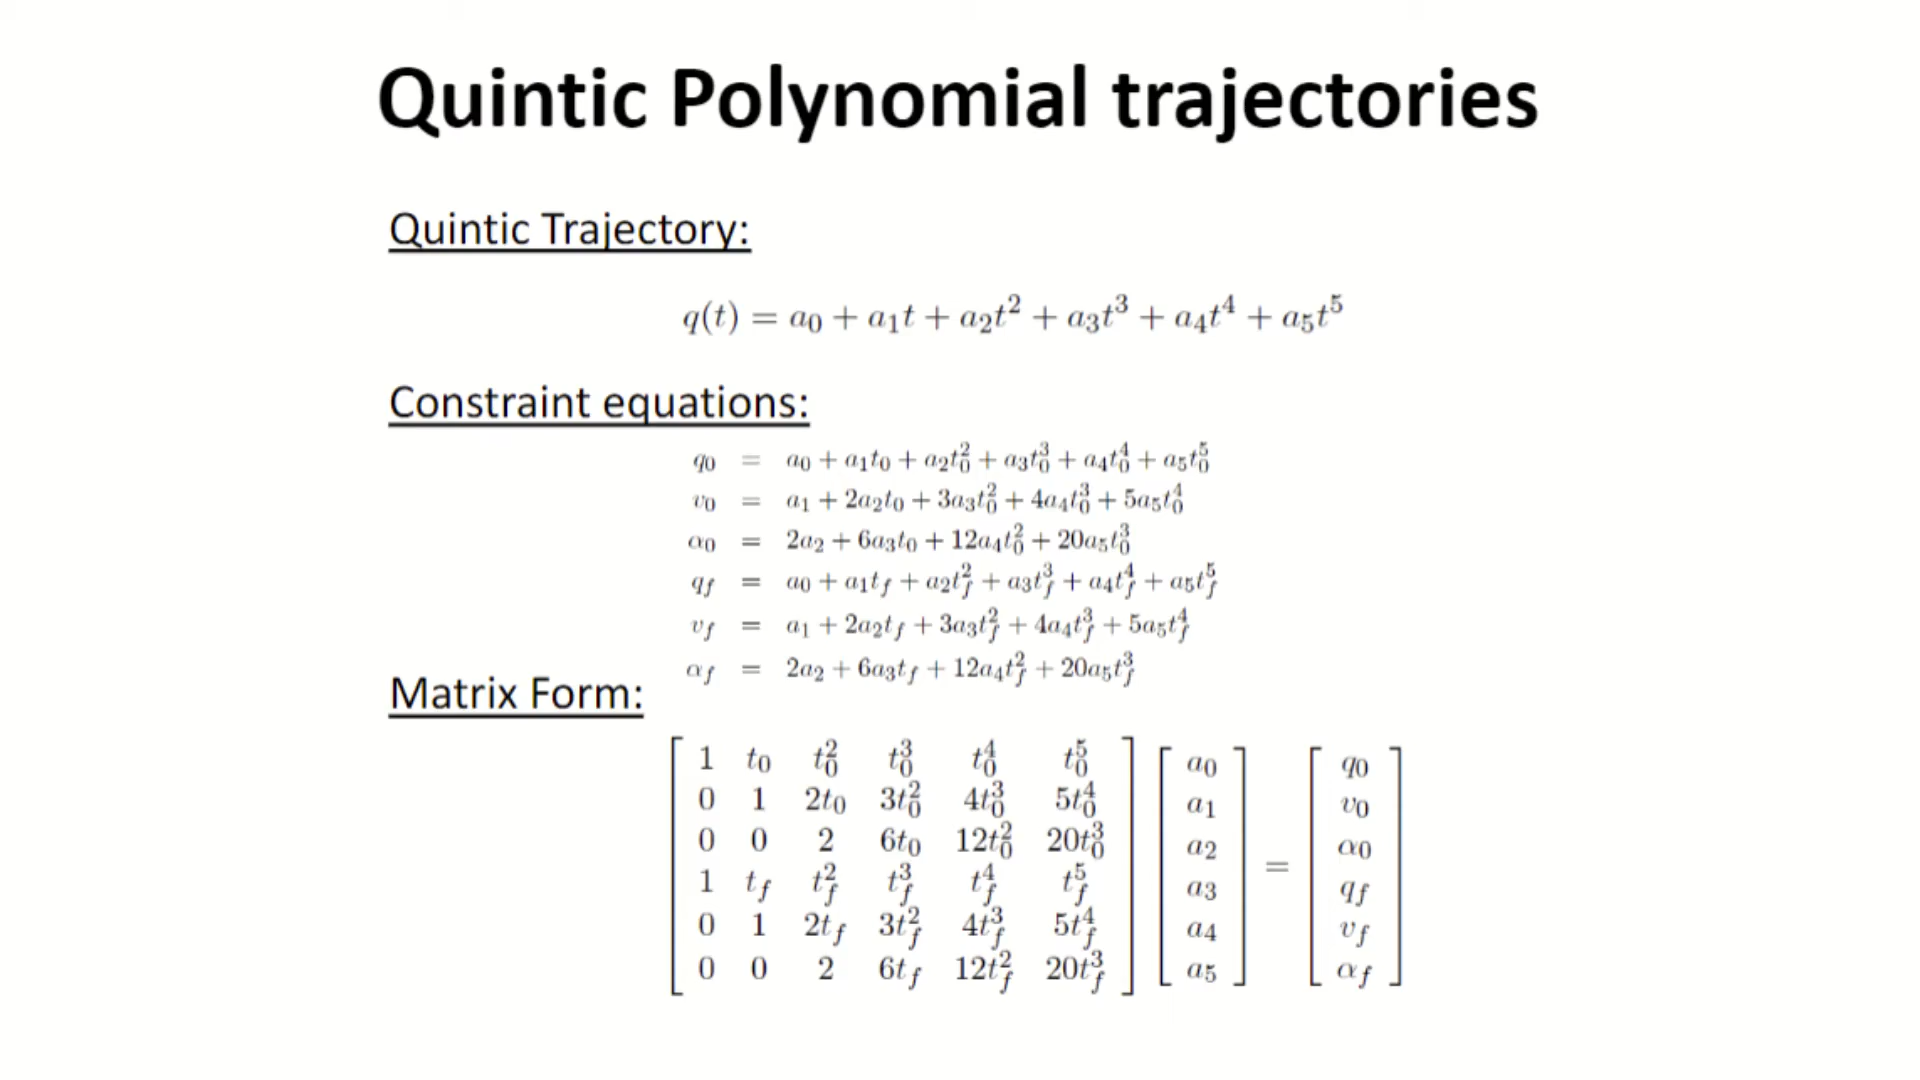 Quintic Polynomial trajectories
Quintic Trajectory:
q(t) = a₀ + a₁t + a₂t² + a₃t³ + a₄t⁴ + a₅t⁵
Constraint equations:
q₀ = a₀ + a₁t₀ + a₂t₀² + a₃t₀³ + a₄t₀⁴ + a₅t₀⁵
v₀ = a₁ + 2a₂t₀ + 3a₃t₀² + 4a₄t₀³ + 5a₅t₀⁴
α₀ = 2a₂ + 6a₃t₀ + 12a₄t₀² + 20a₅t₀³
q_f = a₀ + a₁t_f + a₂t_f² + a₃t_f³ + a₄t_f⁴ + a₅t_f⁵
v_f = a₁ + 2a₂t_f + 3a₃t_f² + 4a₄t_f³ + 5a₅t_f⁴
α_f = 2a₂ + 6a₃t_f + 12a₄t_f² + 20a₅t_f³
Matrix Form:
[ 1 t₀ t₀² t₀³ t₀⁴ t₀⁵ ] [ a₀ ] [ q₀ ]
[ 0 1 2t₀ 3t₀² 4t₀³ 5t₀⁴ ] [ a₁ ] [ v₀ ]
[ 0 0 2 6t₀ 12t₀² 20t₀³ ] [ a₂ ] [ α₀ ]
[ 1 t_f t_f² t_f³ t_f⁴ t_f⁵ ] [ a₃ ] = [ q_f ]
[ 0 1 2t_f 3t_f² 4t_f³ 5t_f⁴ ] [ a₄ ] [ v_f ]
[ 0 0 2 6t_f 12t_f² 20t_f³ ] [ a₅ ] [ α_f ]